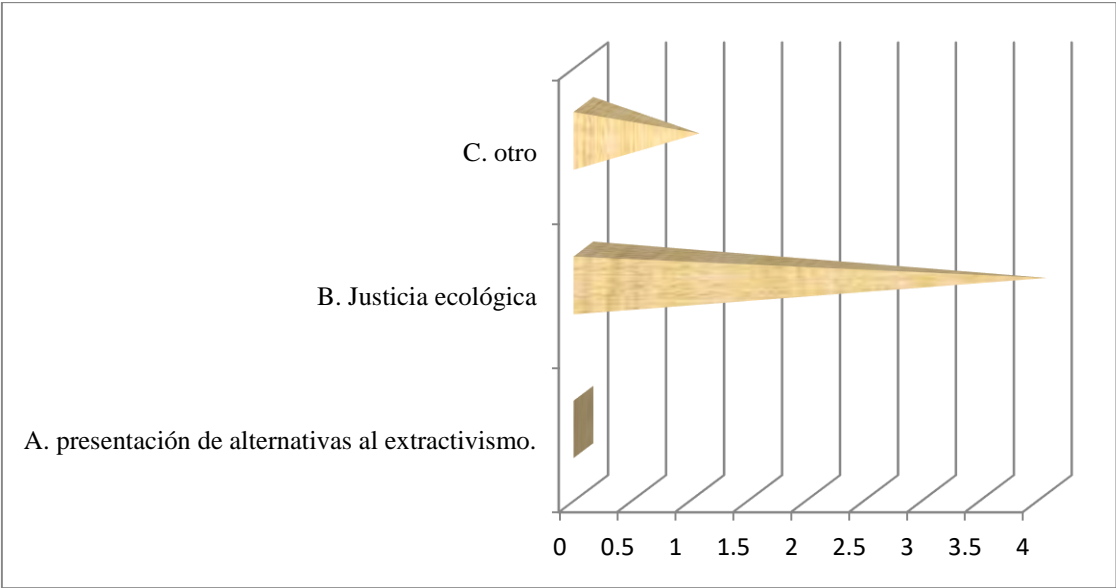 C. otro
B. Justicia ecológica
A. presentación de alternativas al extractivismo.
0 0.5 1 1.5 2 2.5 3 3.5 4